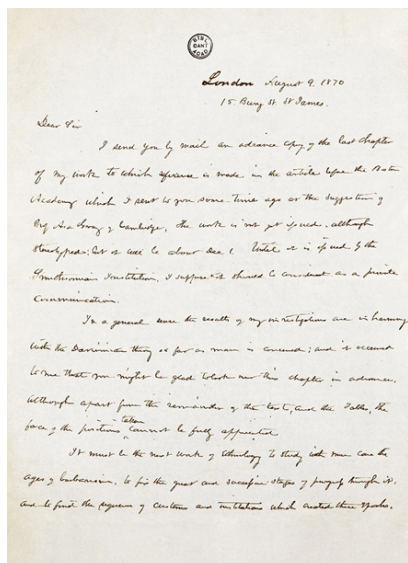 BIBL.
CANT.
ACAD
London August 9. 1870
15 Bury St. St James.
Dear Sir
I send you by mail an advance copy of the last chapter
of my work to which reference is made in the article upon the
Academy which I sent to you some time ago at the suggestion of
Prof Asa Gray of Cambridge. The work is not yet issued, although
stereotyped; but it will be about Dec 1. Until it is issued by the
Smithsonian Institution, I suppose it should be considered as a private
Communication.
In a general sense the results of my investigations are in harmony
with the Darwinian theory so far as man is concerned; and it occurred
to me that you might be glad to look over this chapter in advance,
although apart from the remainder of the text, and the Tables, the
force of the positions taken cannot be fully appreciated
It must be the next work of Ethnology to study with more care the
ages of barbarism, to fix the great and successive stages of progress through it,
and to find the sequence of customs and institutions which created these epochs.